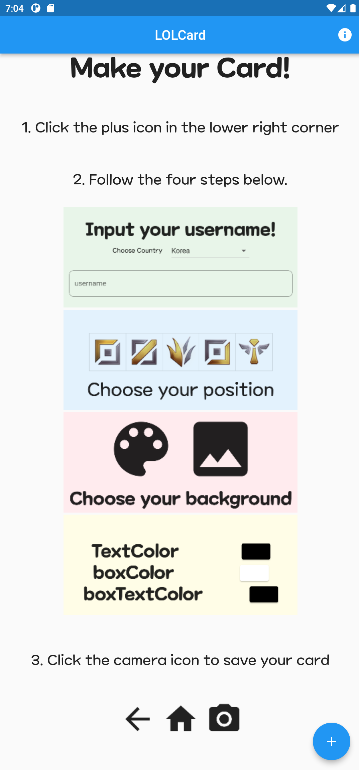 7:04
LOLCard
Make your Card!
1. Click the plus icon in the lower right corner
2. Follow the four steps below.
Input your username!
Choose Country Korea
username
Choose your position
Choose your background
TextColor
boxColor
boxTextColor
3. Click the camera icon to save your card